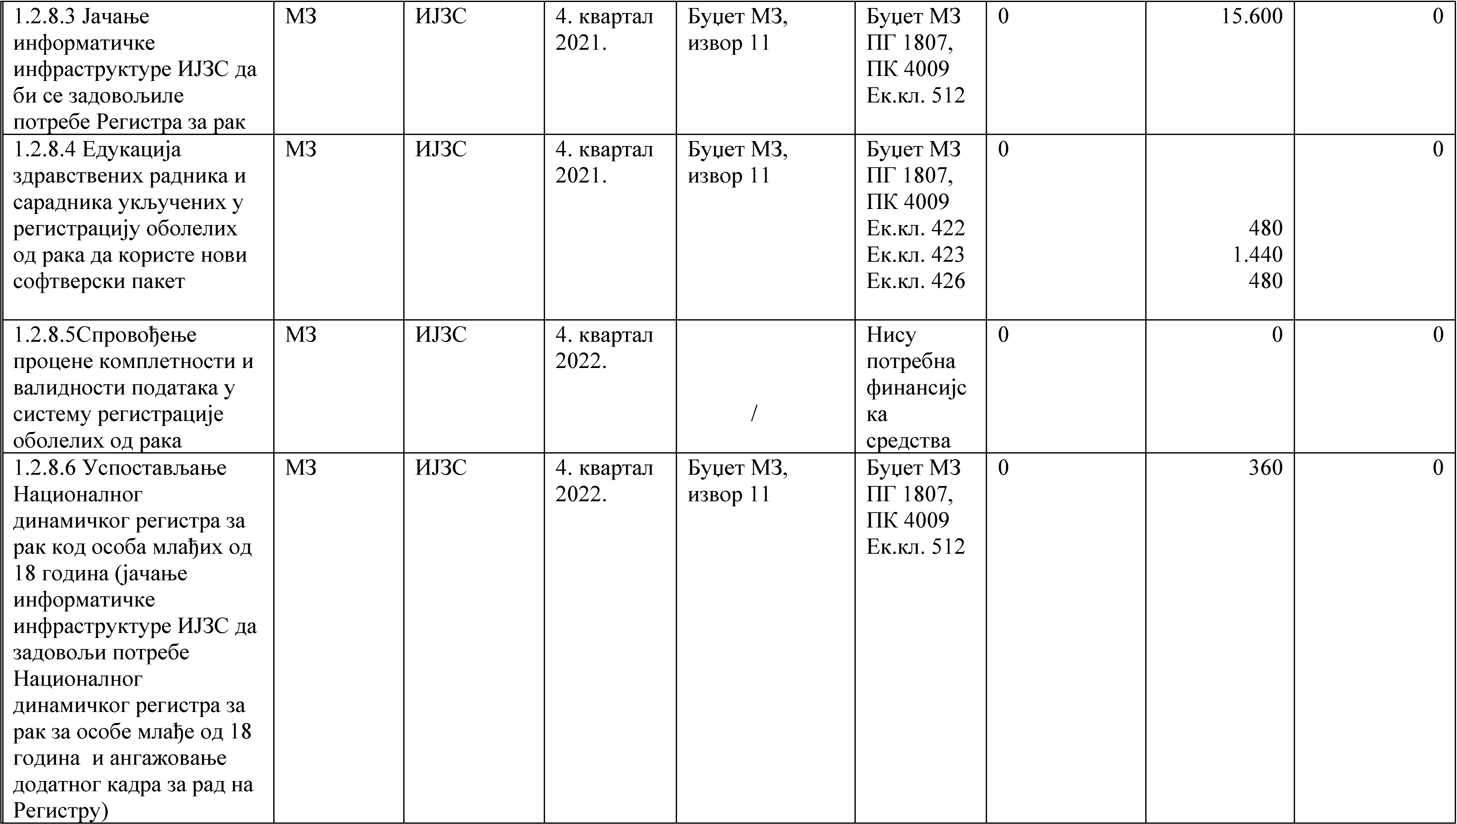 1.2.8.3 Јачање
информатичке
инфраструктуре ИЈЗС да
би се задовољиле
потребе Регистра за рак
МЗ
ИЈЗС
4. квартал
2021.
Буџет МЗ,
извор 11
Буџет МЗ
ПГ 1807,
ПК 4009
Ек.кл. 512
0
15.600
0
1.2.8.4 Едукација
здравствених радника и
сарадника укључених у
регистрацију оболелих
од рака да користе нови
софтверски пакет
МЗ
ИЈЗС
4. квартал
2021.
Буџет МЗ,
извор 11
Буџет МЗ
ПГ 1807,
ПК 4009
Ек.кл. 422
Ек.кл. 423
Ек.кл. 426
0
480
1.440
480
0
1.2.8.5Спровођење
процене комплетности и
валидности података у
систему регистрације
оболелих од рака
МЗ
ИЈЗС
4. квартал
2022.
/
Нису
потребна
финансијс
ка
средства
0
0
0
1.2.8.6 Успостављање
Националног
динамичког регистра за
рак код особа млађих од
18 година (јачање
информатичке
инфраструктуре ИЈЗС да
задовољи потребе
Националног
динамичког регистра за
рак за особе млађе од 18
година  и ангажовање
додатног кадра за рад на
Регистру)
МЗ
ИЈЗС
4. квартал
2022.
Буџет МЗ,
извор 11
Буџет МЗ
ПГ 1807,
ПК 4009
Ек.кл. 512
0
360
0